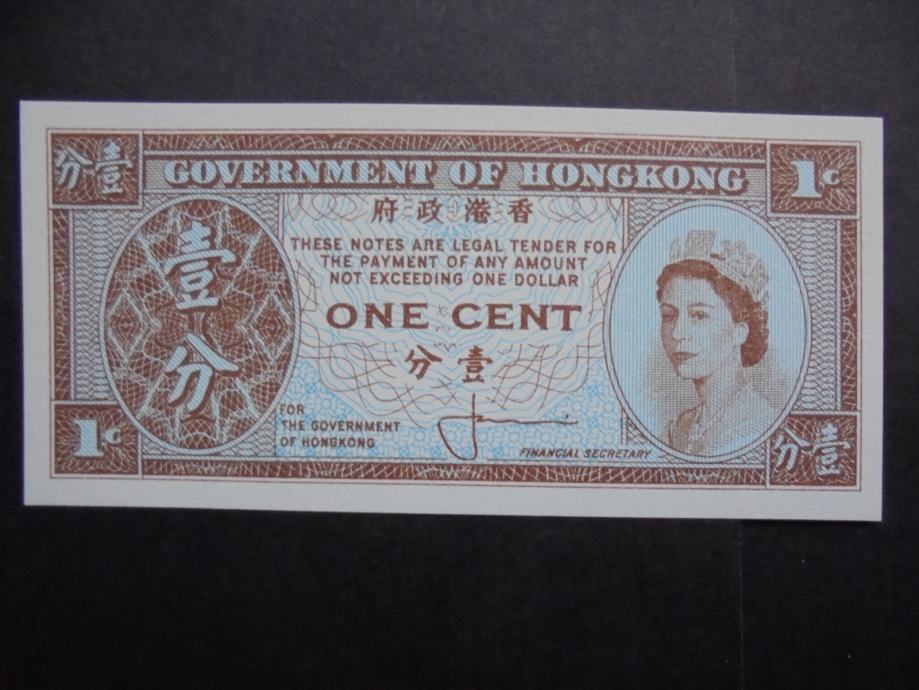 分壹
GOVERNMENT OF HONGKONG
1C
府港政香
THESE NOTES ARE LEGAL TENDER FOR
THE PAYMENT OF ANY AMOUNT
NOT EXCEEDING ONE DOLLAR
壹
分
ONE CENT
分壹
FOR
THE GOVERNMENT
OF HONGKONG
FINANCIAL SECRETARY
1C
分壹